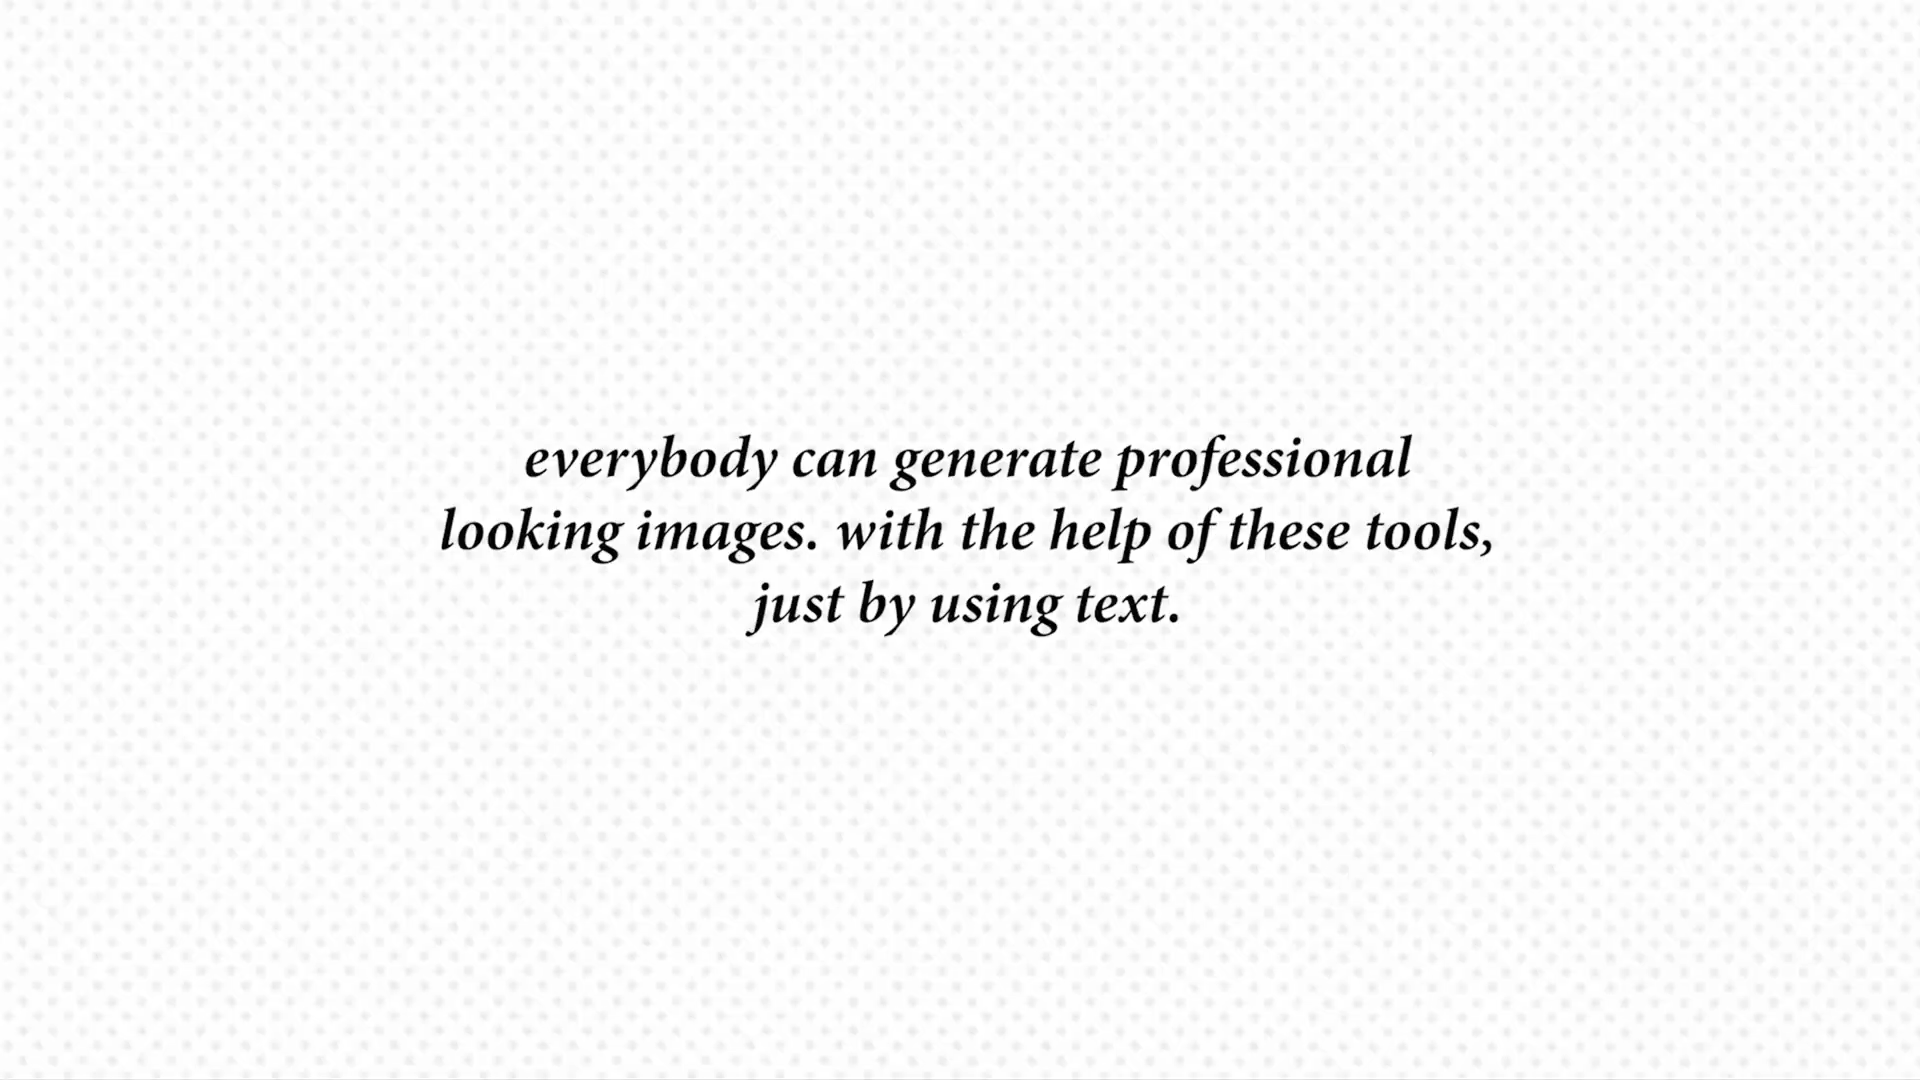 everybody can generate professional
looking images. with the help of these tools,
just by using text.